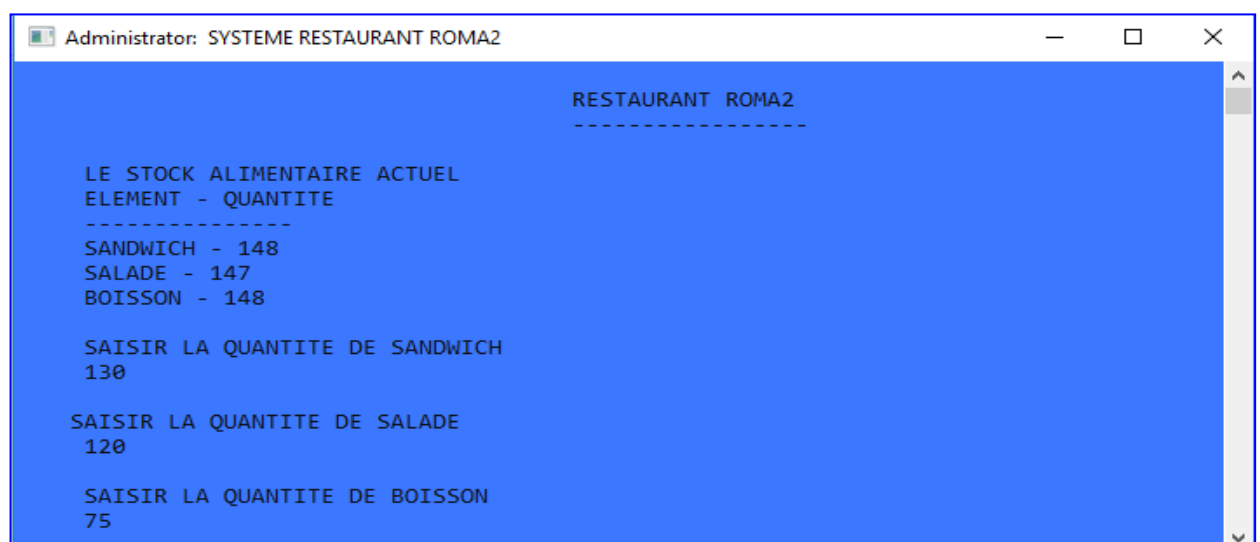 Administrator: SYSTEME RESTAURANT ROMA2
RESTAURANT ROMA2
-----------------
LE STOCK ALIMENTAIRE ACTUEL
ELEMENT - QUANTITE
---------------
SANDWICH - 148
SALADE - 147
BOISSON - 148
SAISIR LA QUANTITE DE SANDWICH
130
SAISIR LA QUANTITE DE SALADE
120
SAISIR LA QUANTITE DE BOISSON
75